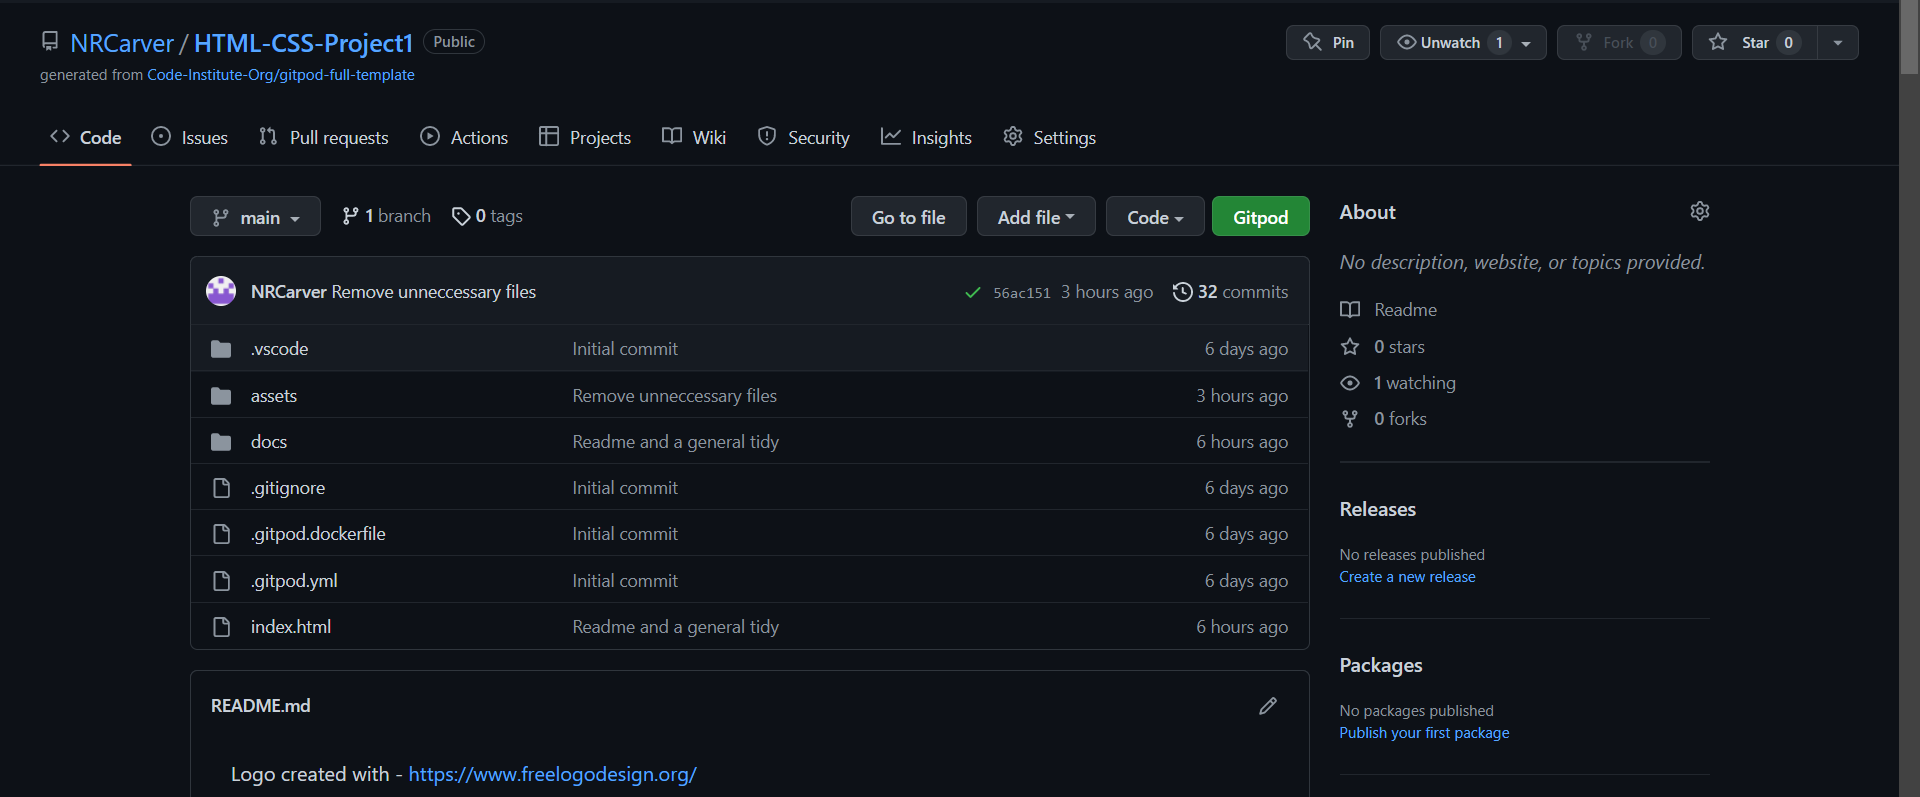 NRCarver / HTML-CSS-Project1 Public
Pin Unwatch 1 Fork 0 Star 0
generated from Code-Institute-Org/gitpod-full-template
Code Issues Pull requests Actions Projects Wiki Security Insights Settings
main 1 branch 0 tags Go to file Add file Code Gitpod
NRCarver Remove unneccessary files 56ac151 3 hours ago 32 commits
.vscode Initial commit 6 days ago
assets Remove unneccessary files 3 hours ago
docs Readme and a general tidy 6 hours ago
.gitignore Initial commit 6 days ago
.gitpod.dockerfile Initial commit 6 days ago
.gitpod.yml Initial commit 6 days ago
index.html Readme and a general tidy 6 hours ago
README.md
Logo created with - https://www.freelogodesign.org/
About
No description, website, or topics provided.
Readme
0 stars
1 watching
0 forks
Releases
No releases published
Create a new release
Packages
No packages published
Publish your first package